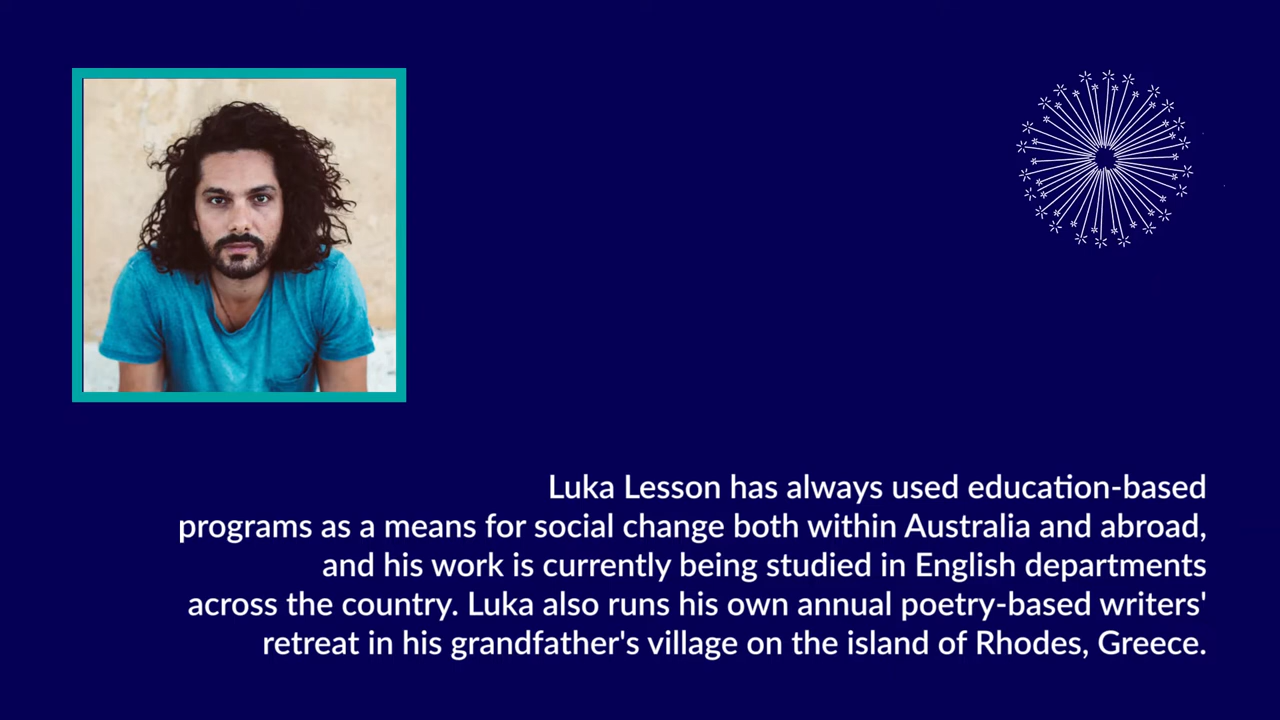 Luka Lesson has always used education-based
programs as a means for social change both within Australia and abroad,
and his work is currently being studied in English departments
across the country. Luka also runs his own annual poetry-based writers'
retreat in his grandfather's village on the island of Rhodes, Greece.